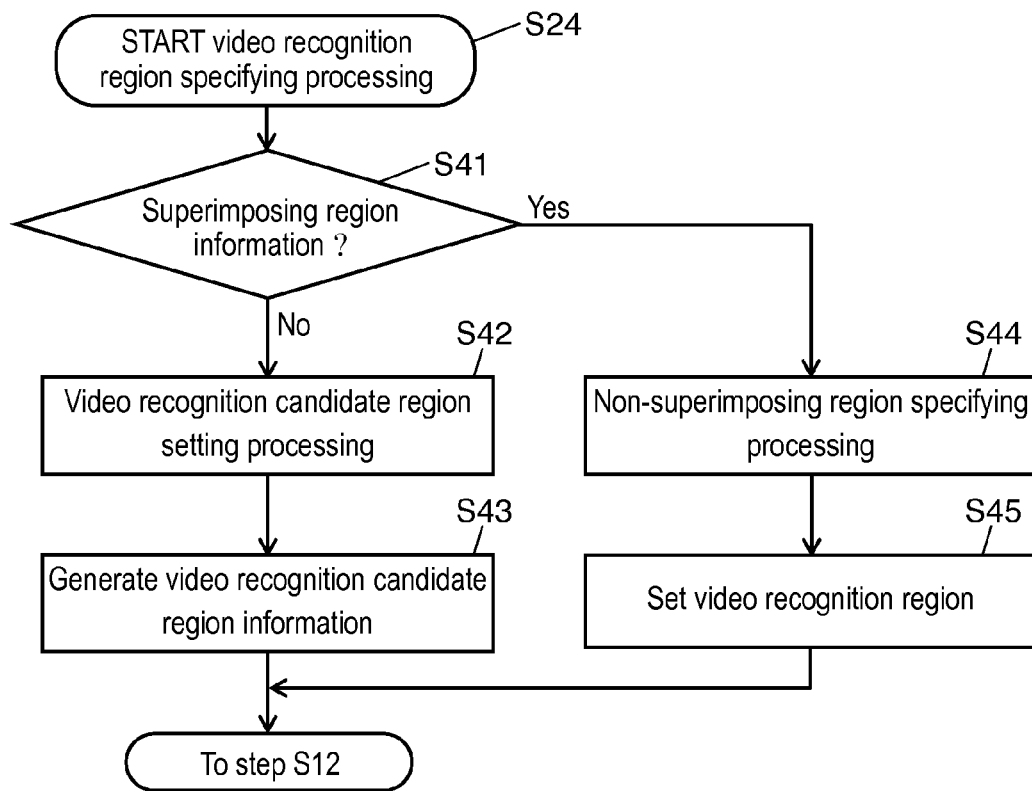 START video recognition
region specifying processing
S24
S41
Superimposing region
information ?
Yes
No
S42
Video recognition candidate region
setting processing
S44
Non-superimposing region specifying
processing
S43
Generate video recognition candidate
region information
S45
Set video recognition region
To step S12